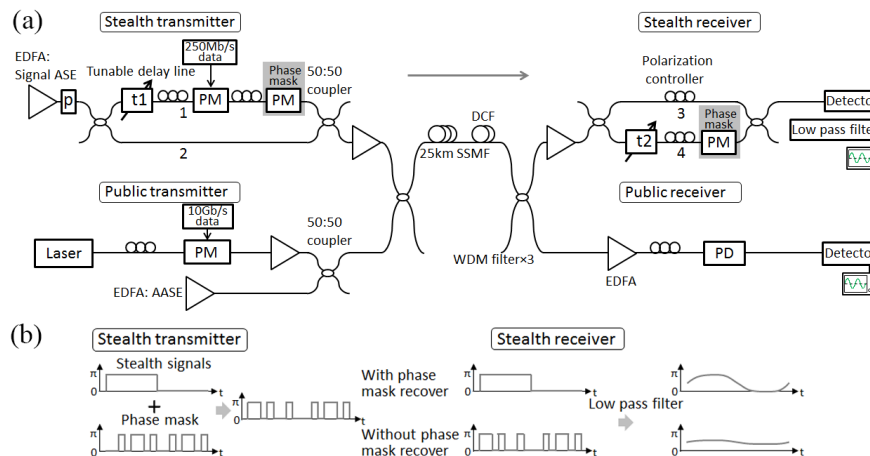 (a)
Stealth transmitter
Stealth receiver
250Mb/s
data
EDFA:
Signal ASE
Tunable delay line
Phase
mask
50:50
coupler
Polarization
controller
p
t1
PM
PM
1
2
3
Phase
mask
t2
4
PM
Detecto
Low pass filte
DCF
25km SSMF
Public transmitter
Public receiver
10Gb/s
data
50:50
coupler
Laser
PM
WDM filter×3
EDFA
PD
Detecto
EDFA: AASE
(b)
Stealth transmitter
Stealth receiver
Stealth signals
π
0
t
+
Phase mask
π
0
t
π
0
t
With phase
mask recover
π
0
t
Low pass filter
π
0
t
Without phase
mask recover
π
0
t
π
0
t